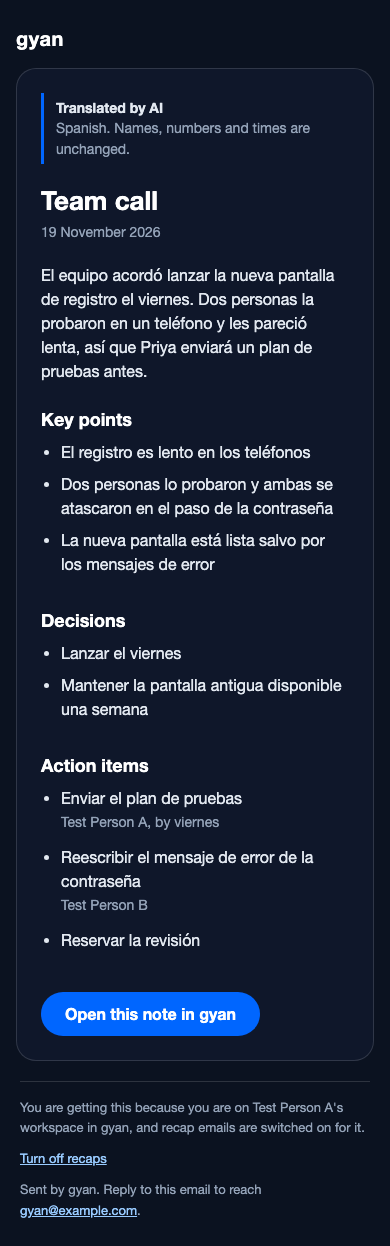 gyan
Translated by AI
Spanish. Names, numbers and times are
unchanged.
Team call
19 November 2026
El equipo acordó lanzar la nueva pantalla
de registro el viernes. Dos personas la
probaron en un teléfono y les pareció
lenta, así que Priya enviará un plan de
pruebas antes.
Key points
• El registro es lento en los teléfonos
• Dos personas lo probaron y ambas se
atascaron en el paso de la contraseña
• La nueva pantalla está lista salvo por
los mensajes de error
Decisions
• Lanzar el viernes
• Mantener la pantalla antigua disponible
una semana
Action items
• Enviar el plan de pruebas
Test Person A, by viernes
• Reescribir el mensaje de error de la
contraseña
Test Person B
• Reservar la revisión
Open this note in gyan
You are getting this because you are on Test Person A's
workspace in gyan, and recap emails are switched on for it.
Turn off recaps
Sent by gyan. Reply to this email to reach
gyan@example.com.